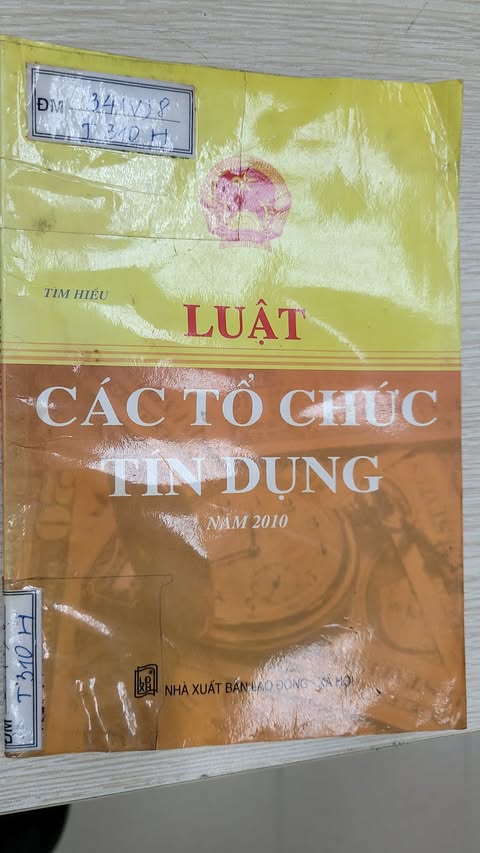 ĐM
34(V)8
T 310 H
TÌM HIỂU
LUẬT
CÁC TỔ CHỨC
TÍN DỤNG
NĂM 2010
NHÀ XUẤT BẢN LAO ĐỘNG - XÃ HỘI
ĐM
T 310 H